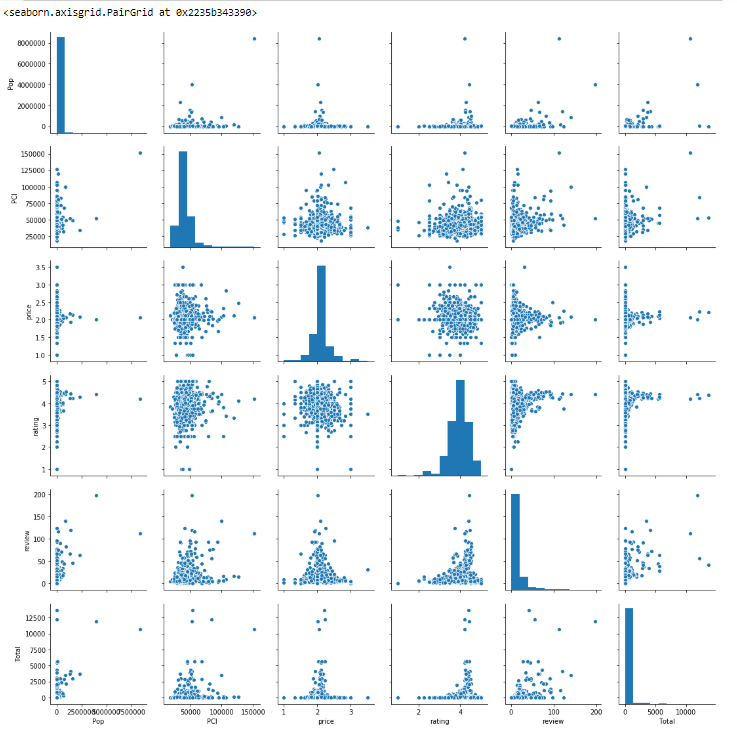 <seaborn.axisgrid.PairGrid at 0x2235b343390>
8000000
6000000
4000000
2000000
0
Pop
150000
125000
100000
75000
50000
25000
PCI
3.5
3.0
2.5
2.0
1.5
1.0
price
5
4
3
2
1
rating
200
150
100
50
0
review
12500
10000
7500
5000
2500
0
Total
0 2500000 5000000 7500000
Pop
50000 100000 150000
PCI
1 2 3
price
2 4
rating
0 100 200
review
0 5000 10000
Total